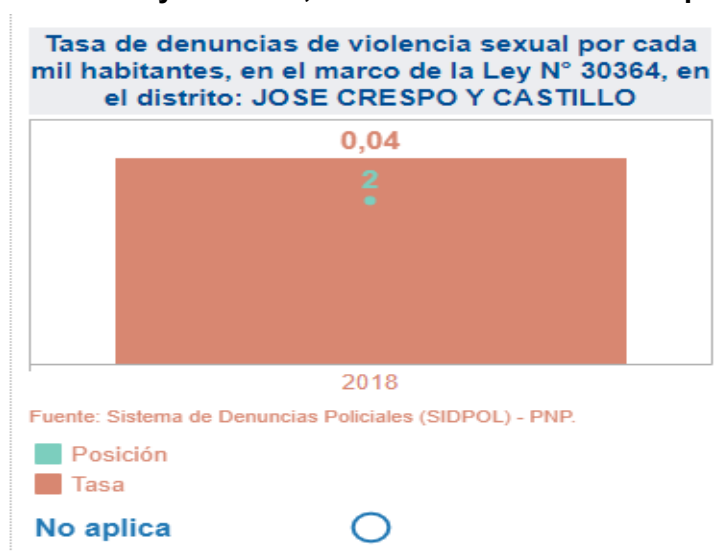 Tasa de denuncias de violencia sexual por cada
mil habitantes, en el marco de la Ley N° 30364, en
el distrito: JOSE CRESPO Y CASTILLO
0,04
2
2018
Fuente: Sistema de Denuncias Policiales (SIDPOL) - PNP.
Posición
Tasa
No aplica